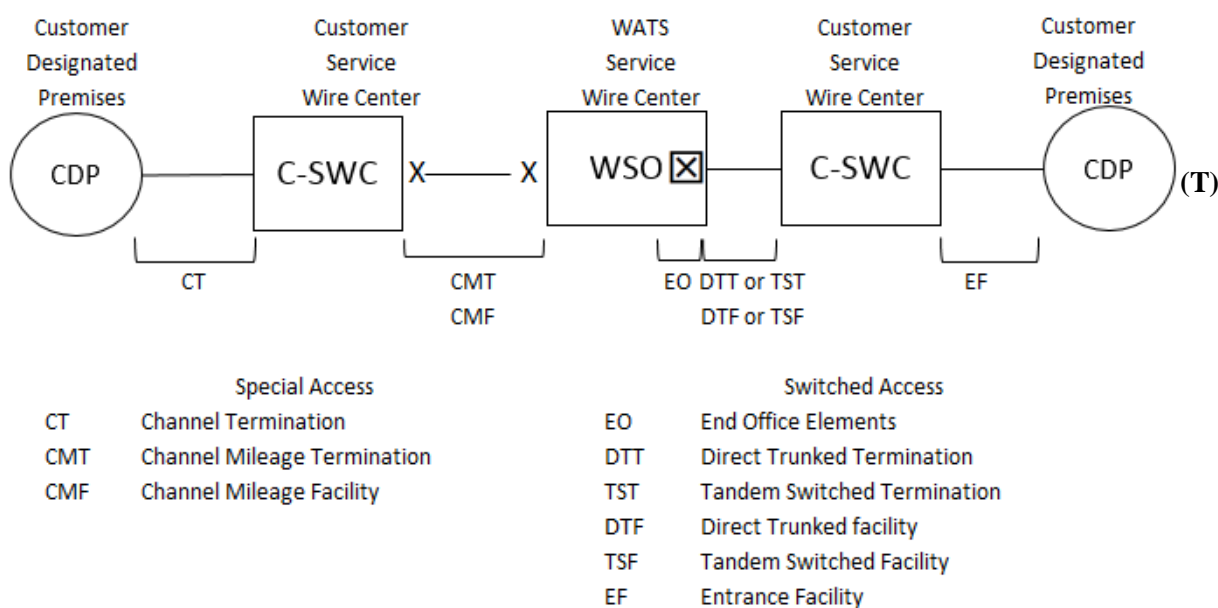 Customer Designated Premises
Customer Service Wire Center
WATS Service Wire Center
Customer Service Wire Center
Customer Designated Premises
CDP
C-SWC
X
X
WSO
X
C-SWC
CDP
(T)
CT
CMT
CMF
EO
DTT or TST
DTF or TSF
EF
Special Access
CT Channel Termination
CMT Channel Mileage Termination
CMF Channel Mileage Facility
Switched Access
EO End Office Elements
DTT Direct Trunked Termination
TST Tandem Switched Termination
DTF Direct Trunked facility
TSF Tandem Switched Facility
EF Entrance Facility